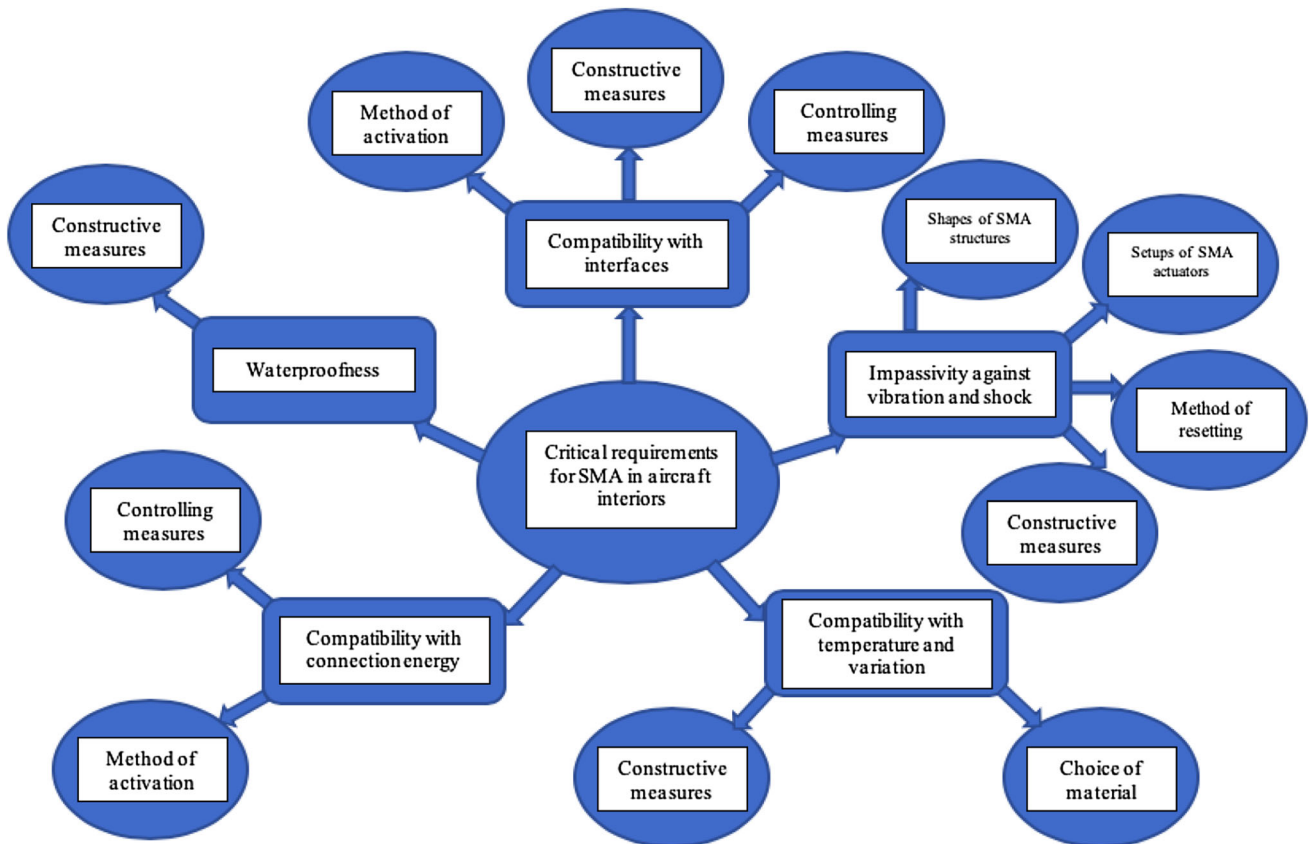 Constructive
measures
Method of
activation
Controlling
measures
Constructive
measures
Compatibility with
interfaces
Shapes of SMA
structures
Setups of SMA
actuators
Waterproofness
Impassivity against
vibration and shock
Method of
resetting
Critical requirements
for SMA in aircraft
interiors
Controlling
measures
Constructive
measures
Compatibility with
connection energy
Compatibility with
temperature and
variation
Method of
activation
Constructive
measures
Choice of
material